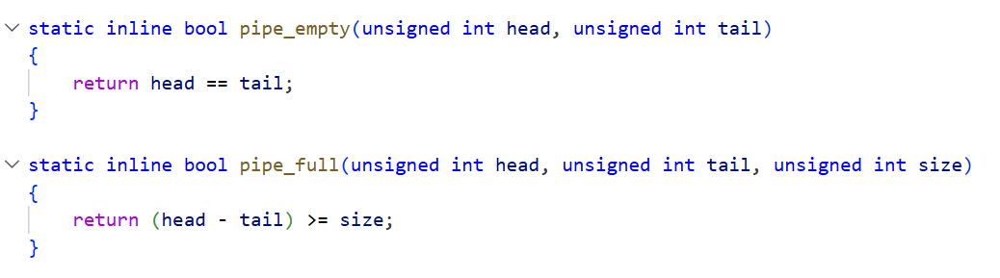 static inline bool pipe_empty(unsigned int head, unsigned int tail)
{
    return head == tail;
}
static inline bool pipe_full(unsigned int head, unsigned int tail, unsigned int size)
{
    return (head - tail) >= size;
}